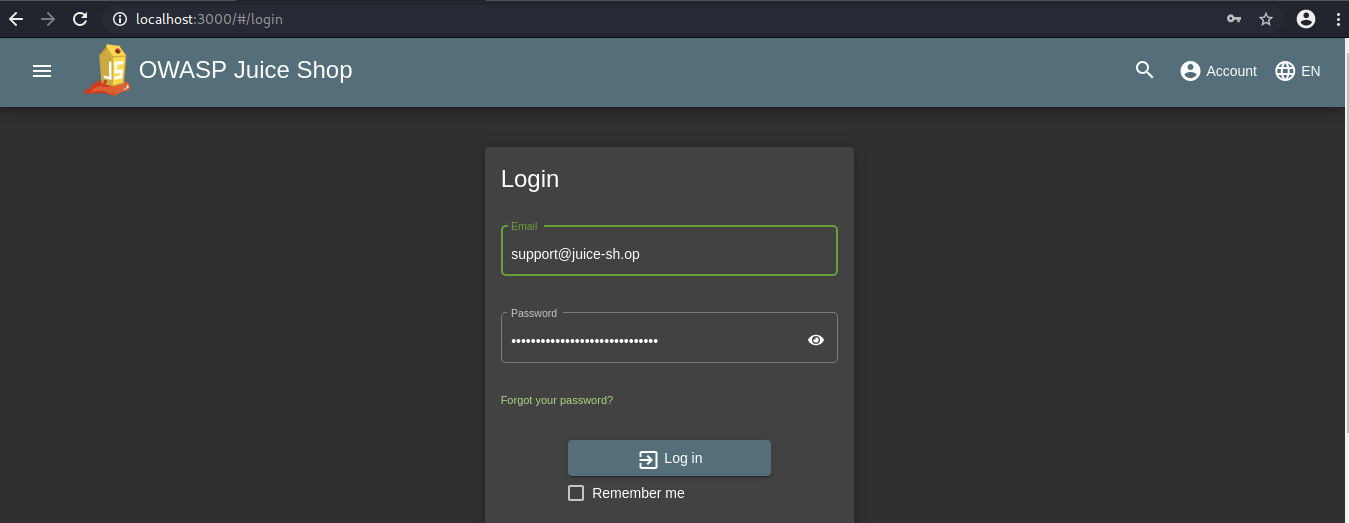 localhost:3000/#/login
JS
OWASP Juice Shop
Account
EN
Login
Email
support@juice-sh.op
Password
••••••••••••••••••••••••••••••
Forgot your password?
Log in
Remember me